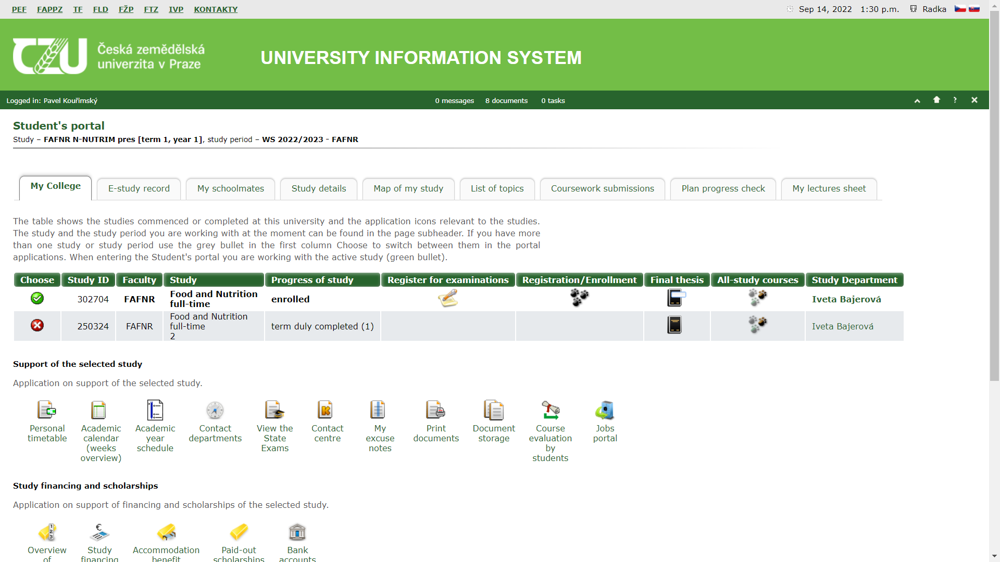 PEF FAPPZ TF FLD FŽP FTZ IVP KONTAKTY Sep 14, 2022 1:30 p.m. Radka
CZU Česká zemědělská
univerzita v Praze
UNIVERSITY INFORMATION SYSTEM
Logged in: Pavel Kouřimský 0 messages 8 documents 0 tasks ?
Student's portal
Study – FAFNR N-NUTRIM pres [term 1, year 1], study period – WS 2022/2023 - FAFNR
My College E-study record My schoolmates Study details Map of my study List of topics Coursework submissions Plan progress check My lectures sheet
The table shows the studies commenced or completed at this university and the application icons relevant to the studies.
The study and the study period you are working with at the moment can be found in the page subheader. If you have more
than one study or study period use the grey bullet in the first column Choose to switch between them in the portal
applications. When entering the Student's portal you are working with the active study (green bullet).
Choose Study ID Faculty Study Progress of study Register for examinations Registration/Enrollment Final thesis All-study courses Study Department
302704 FAFNR Food and Nutrition full-time enrolled Iveta Bajerová
250324 FAFNR Food and Nutrition full-time 2 term duly completed (1) Iveta Bajerová
Support of the selected study
Application on support of the selected study.
Personal timetable
Academic calendar (weeks overview)
Academic year schedule
Contact departments
View the State Exams
Contact centre
My excuse notes
Print documents
Document storage
Course evaluation by students
Jobs portal
Study financing and scholarships
Application on support of financing and scholarships of the selected study.
Overview of
Study financing
Accommodation benefit
Paid-out scholarships
Bank accounts